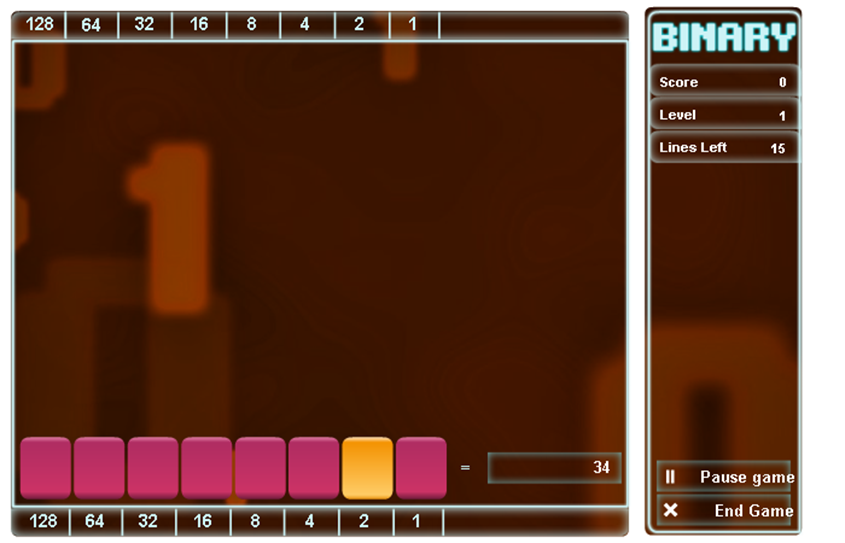 128 64 32 16 8 4 2 1
BINARY
Score 0
Level 1
Lines Left 15
1
= 34
Pause game
End Game
128 64 32 16 8 4 2 1